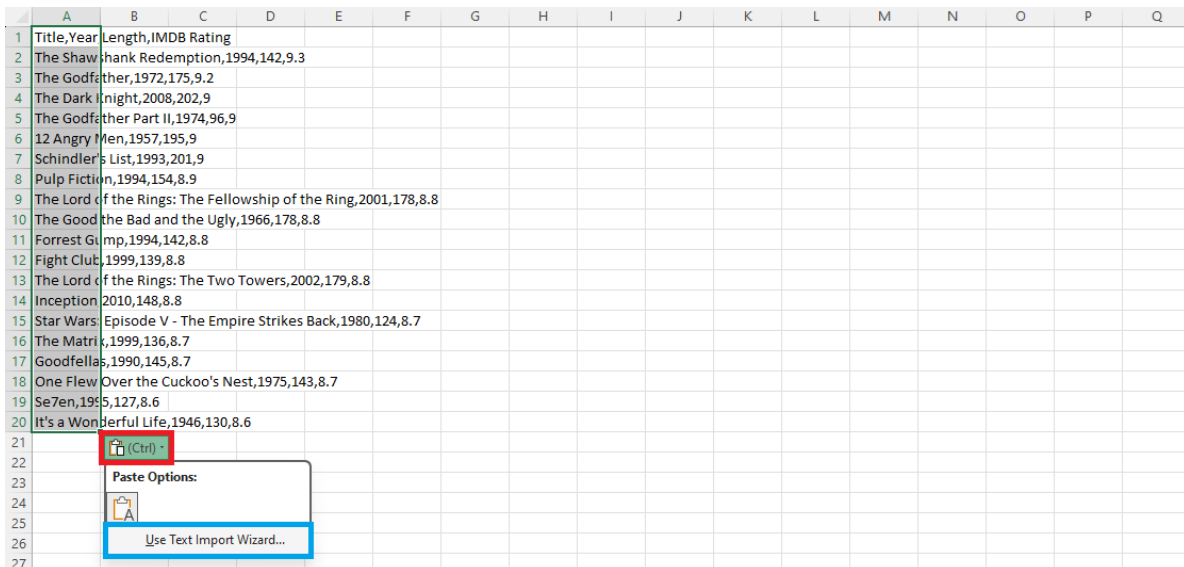 A B C D E F G H I J K L M N O P Q
1 Title,Year,Length,IMDB Rating
2 The Shawshank Redemption,1994,142,9.3
3 The Godfather,1972,175,9.2
4 The Dark Knight,2008,202,9
5 The Godfather Part II,1974,96,9
6 12 Angry Men,1957,195,9
7 Schindler's List,1993,201,9
8 Pulp Fiction,1994,154,8.9
9 The Lord of the Rings: The Fellowship of the Ring,2001,178,8.8
10 The Good the Bad and the Ugly,1966,178,8.8
11 Forrest Gump,1994,142,8.8
12 Fight Club,1999,139,8.8
13 The Lord of the Rings: The Two Towers,2002,179,8.8
14 Inception,2010,148,8.8
15 Star Wars: Episode V - The Empire Strikes Back,1980,124,8.7
16 The Matrix,1999,136,8.7
17 Goodfellas,1990,145,8.7
18 One Flew Over the Cuckoo's Nest,1975,143,8.7
19 Se7en,1995,127,8.6
20 It's a Wonderful Life,1946,130,8.6
21 (Ctrl)
22
23 Paste Options:
24 A
25
26 Use Text Import Wizard...
27